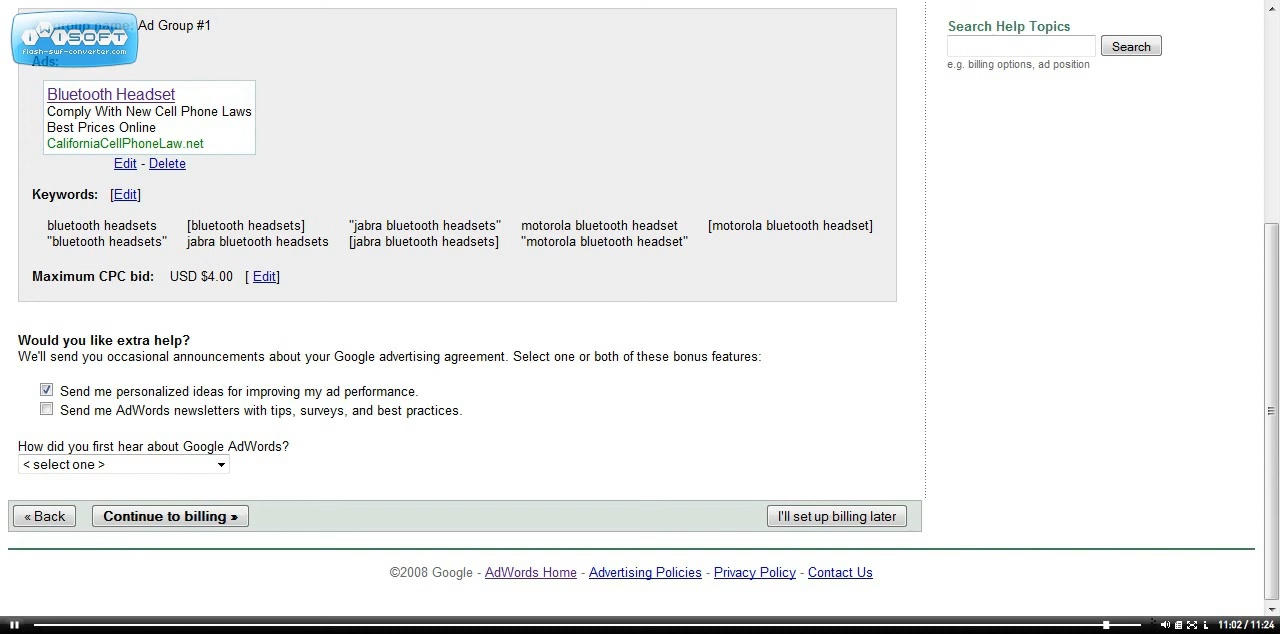 group name: Ad Group #1
iWiSOFT
flash-swf-converter.com
Ads:
Bluetooth Headset
Comply With New Cell Phone Laws
Best Prices Online
CaliforniaCellPhoneLaw.net
Edit - Delete
Keywords: [Edit]
bluetooth headsets [bluetooth headsets] "jabra bluetooth headsets" motorola bluetooth headset [motorola bluetooth headset]
"bluetooth headsets" jabra bluetooth headsets [jabra bluetooth headsets] "motorola bluetooth headset"
Maximum CPC bid: USD $4.00 [ Edit]
Would you like extra help?
We'll send you occasional announcements about your Google advertising agreement. Select one or both of these bonus features:
Send me personalized ideas for improving my ad performance.
Send me AdWords newsletters with tips, surveys, and best practices.
How did you first hear about Google AdWords?
< select one >
« Back Continue to billing » I'll set up billing later
©2008 Google - AdWords Home - Advertising Policies - Privacy Policy - Contact Us
Search Help Topics
Search
e.g. billing options, ad position
11:02 / 11:24